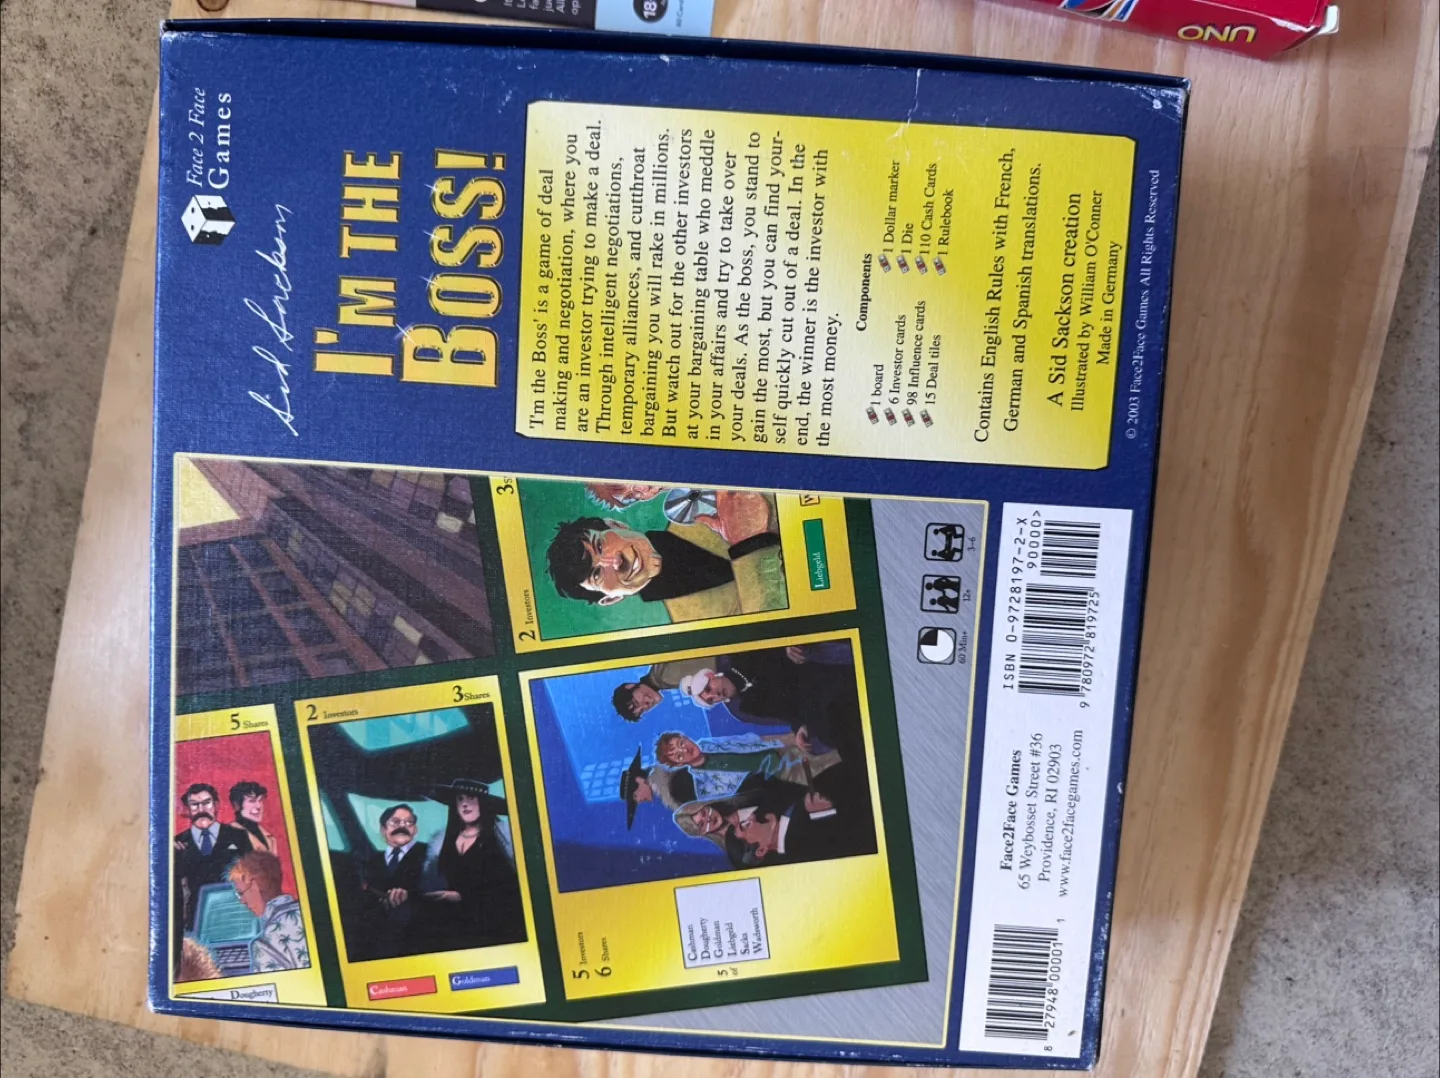 Face 2 Face
Games
Sid Sackson
I'M THE
BOSS!
'I'm the Boss' is a game of deal
making and negotiation, where you
are an investor trying to make a deal.
Through intelligent negotiations,
temporary alliances, and cutthroat
bargaining you will rake in millions.
But watch out for the other investors
at your bargaining table who meddle
in your affairs and try to take over
your deals. As the boss, you stand to
gain the most, but you can find your-
self quickly cut out of a deal. In the
end, the winner is the investor with
the most money.
Components
1 board
6 Investor cards
98 Influence cards
15 Deal tiles
1 Dollar marker
1 Die
110 Cash Cards
1 Rulebook
Contains English Rules with French,
German and Spanish translations.
A Sid Sackson creation
Illustrated by William O'Conner
Made in Germany
© 2003 Face2Face Games All Rights Reserved
5 Shares
Dougherty
2 Investors
3 Shares
Cashman
Goldman
2 Investors
3 S
Liebgeld
W
5 Investors
6 Shares
5
of
Cashman
Dougherty
Goldman
Liebgeld
Sacks
Wadsworth
60 Min+
12+
3-6
8 27948 00001 1
Face2Face Games
65 Weybosset Street #36
Providence, RI 02903
www.face2facegames.com
ISBN 0-9728197-2-X
90000>
9 780972 819725
UNO
18